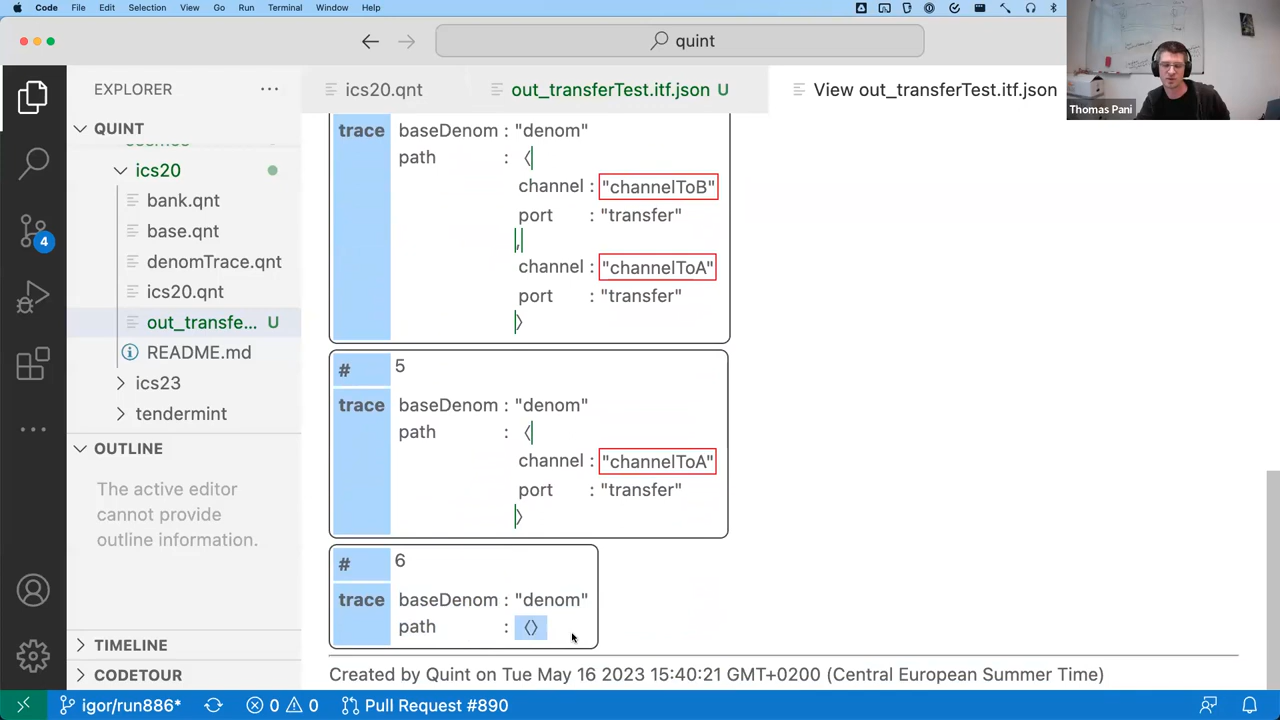 Code File Edit Selection View Go Run Terminal Window Help
quint
Thomas Pani
EXPLORER
ics20.qnt
out_transferTest.itf.json U
View out_transferTest.itf.json
QUINT
ics20
bank.qnt
base.qnt
denomTrace.qnt
ics20.qnt
out_transfe... U
README.md
ics23
tendermint
OUTLINE
The active editor
cannot provide
outline information.
TIMELINE
CODETOUR
4
trace baseDenom : "denom"
path : ⟨
channel : "channelToB"
port : "transfer"
,
channel : "channelToA"
port : "transfer"
⟩
# 5
trace baseDenom : "denom"
path : ⟨
channel : "channelToA"
port : "transfer"
⟩
# 6
trace baseDenom : "denom"
path : ⟨⟩
Created by Quint on Tue May 16 2023 15:40:21 GMT+0200 (Central European Summer Time)
igor/run886* 0 0 Pull Request #890